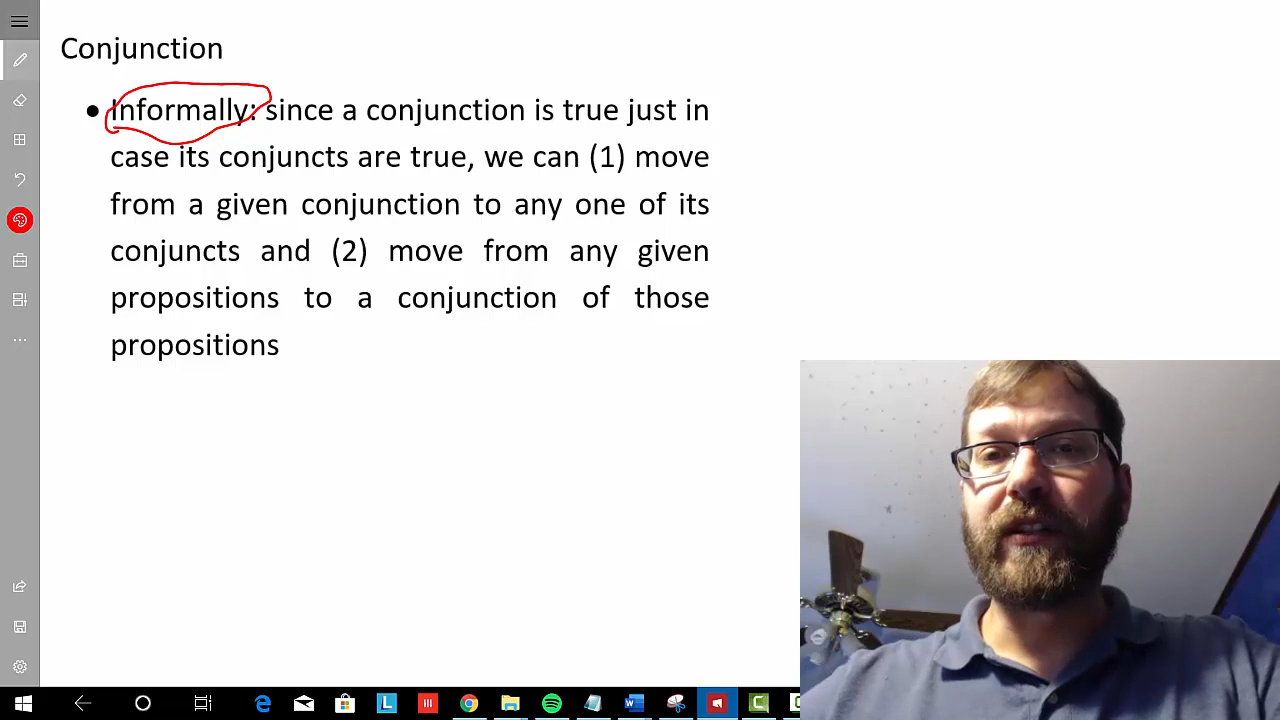 Conjunction
• Informally: since a conjunction is true just in
case its conjuncts are true, we can (1) move
from a given conjunction to any one of its
conjuncts and (2) move from any given
propositions to a conjunction of those
propositions